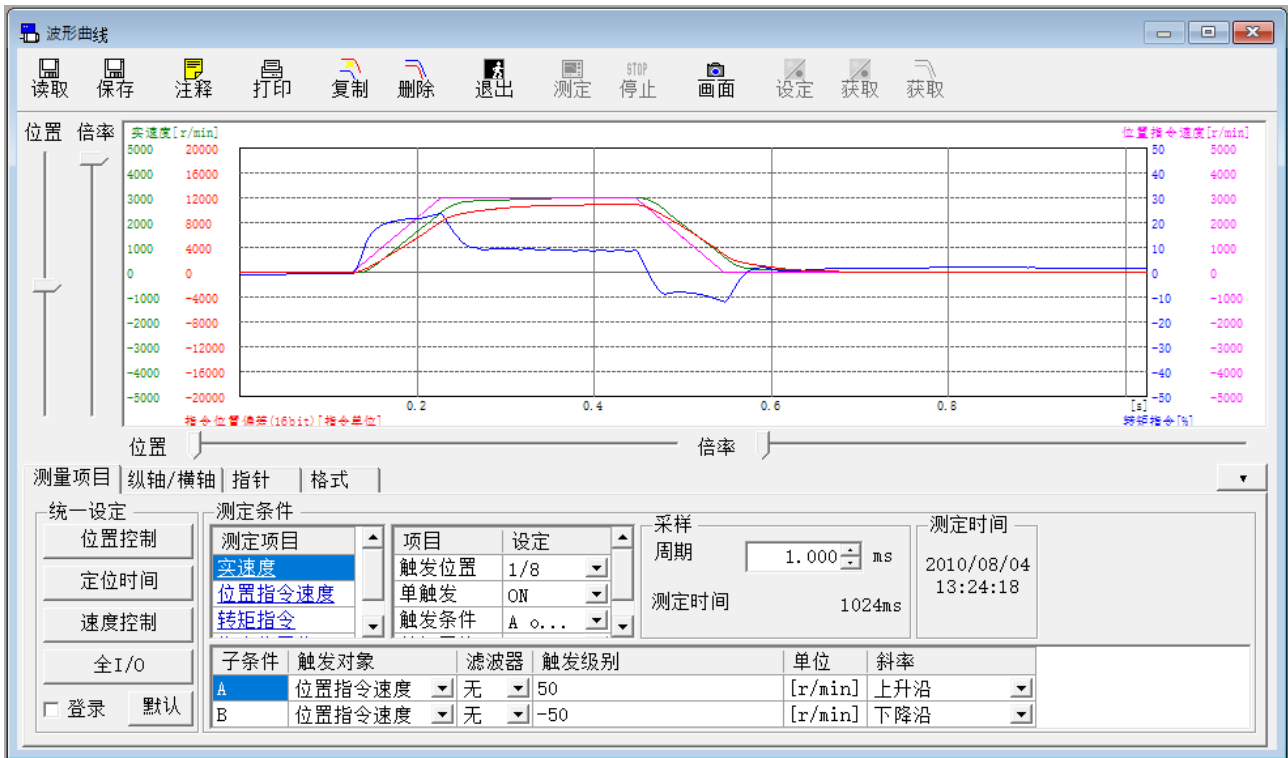 波形曲线
读取 保存 注释 打印 复制 删除 退出 测定 STOP 停止 画面 设定 获取 获取
位置 倍率 实速度[r/min] 位置指令速度[r/min]
5000 20000 50 5000
4000 16000 40 4000
3000 12000 30 3000
2000 8000 20 2000
1000 4000 10 1000
0 0 0 0
-1000 -4000 -10 -1000
-2000 -8000 -20 -2000
-3000 -12000 -30 -3000
-4000 -16000 -40 -4000
-5000 -20000 0.2 0.4 0.6 0.8 [s] -50 -5000
指令位置偏差(16bit)[指令单位] 转矩指令[%]
位置 倍率
测量项目 纵轴/横轴 指针 格式
统一设定 测定条件 采样 测定时间
位置控制 测定项目 项目 设定 周期 1.000 ms 2010/08/04
定位时间 实速度 触发位置 1/8 13:24:18
位置指令速度 单触发 ON 测定时间 1024ms
速度控制 转矩指令 触发条件 A o...
全I/O 子条件 触发对象 滤波器 触发级别 单位 斜率
A 位置指令速度 无 50 [r/min] 上升沿
登录 默认 B 位置指令速度 无 -50 [r/min] 下降沿